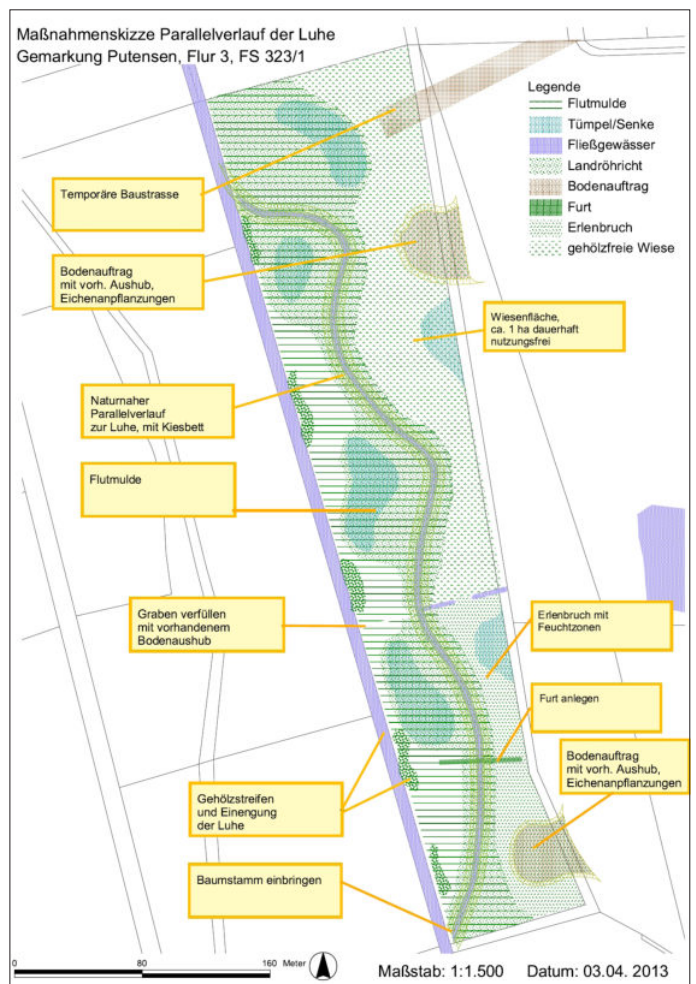 Maßnahmenskizze Parallelverlauf der Luhe
Gemarkung Putensen, Flur 3, FS 323/1
Legende
Flutmulde
Tümpel/Senke
Fließgewässer
Landröhricht
Bodenauftrag
Furt
Erlenbruch
gehölzfreie Wiese
Temporäre Baustrasse
Bodenauftrag
mit vorh. Aushub,
Eichenanpflanzungen
Wiesenfläche,
ca. 1 ha dauerhaft
nutzungsfrei
Naturnaher
Parallelverlauf
zur Luhe, mit Kiesbett
Flutmulde
Graben verfüllen
mit vorhandenem
Bodenaushub
Erlenbruch mit
Feuchtzonen
Furt anlegen
Bodenauftrag
mit vorh. Aushub,
Eichenanpflanzungen
Gehölzstreifen
und Einengung
der Luhe
Baumstamm einbringen
0 80 160 Meter
Maßstab: 1:1.500 Datum: 03.04. 2013